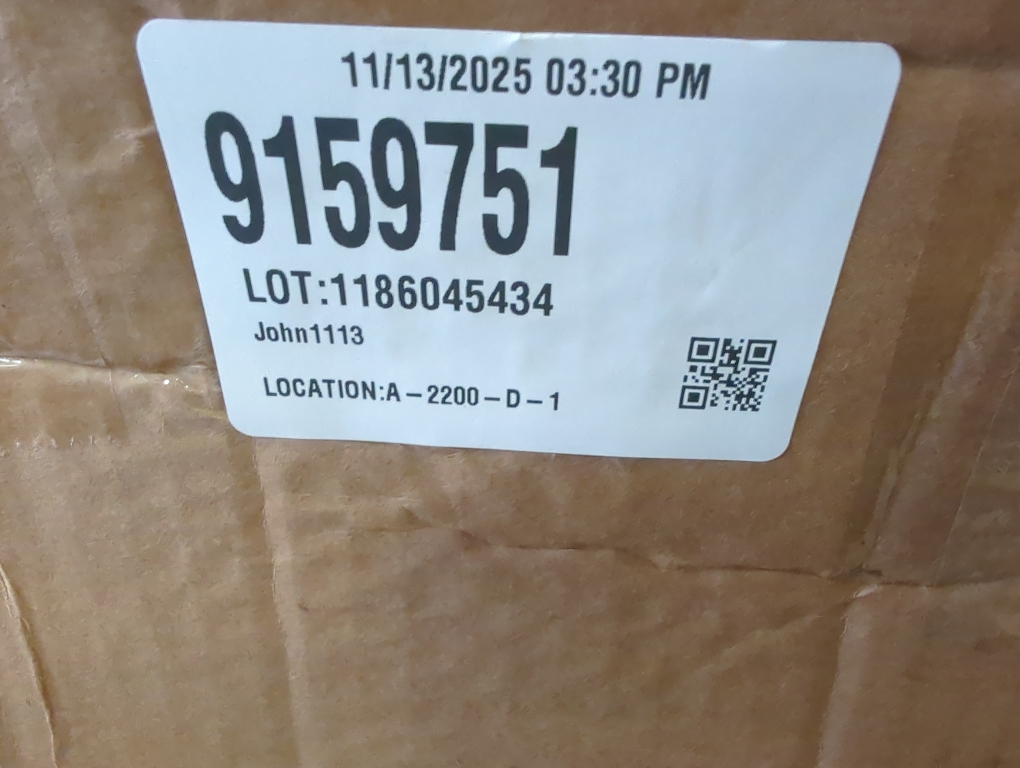 11/13/2025 03:30 PM
9159751
LOT:1186045434
John1113
LOCATION:A-2200-D-1